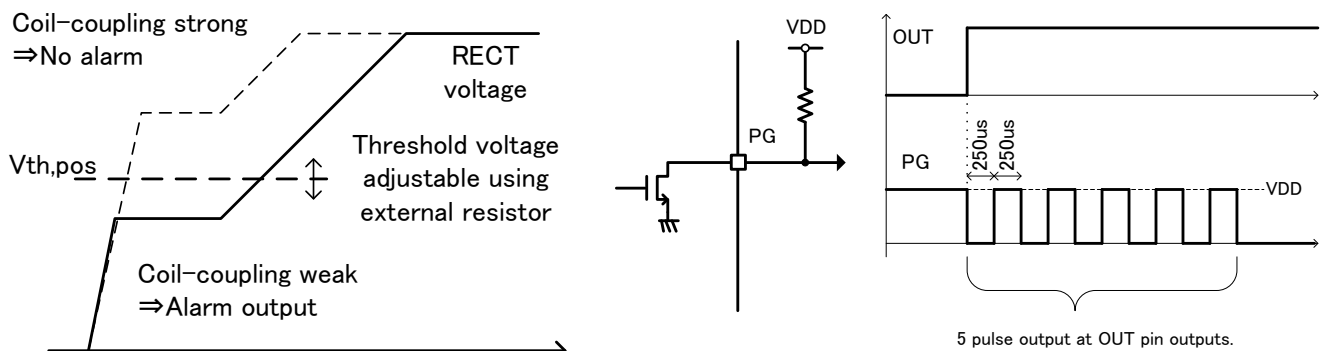 Coil-coupling strong
⇒No alarm
RECT
voltage
Vth,pos
Threshold voltage
adjustable using
external resistor
Coil-coupling weak
⇒Alarm output
VDD
PG
OUT
250us
250us
PG
VDD
5 pulse output at OUT pin outputs.